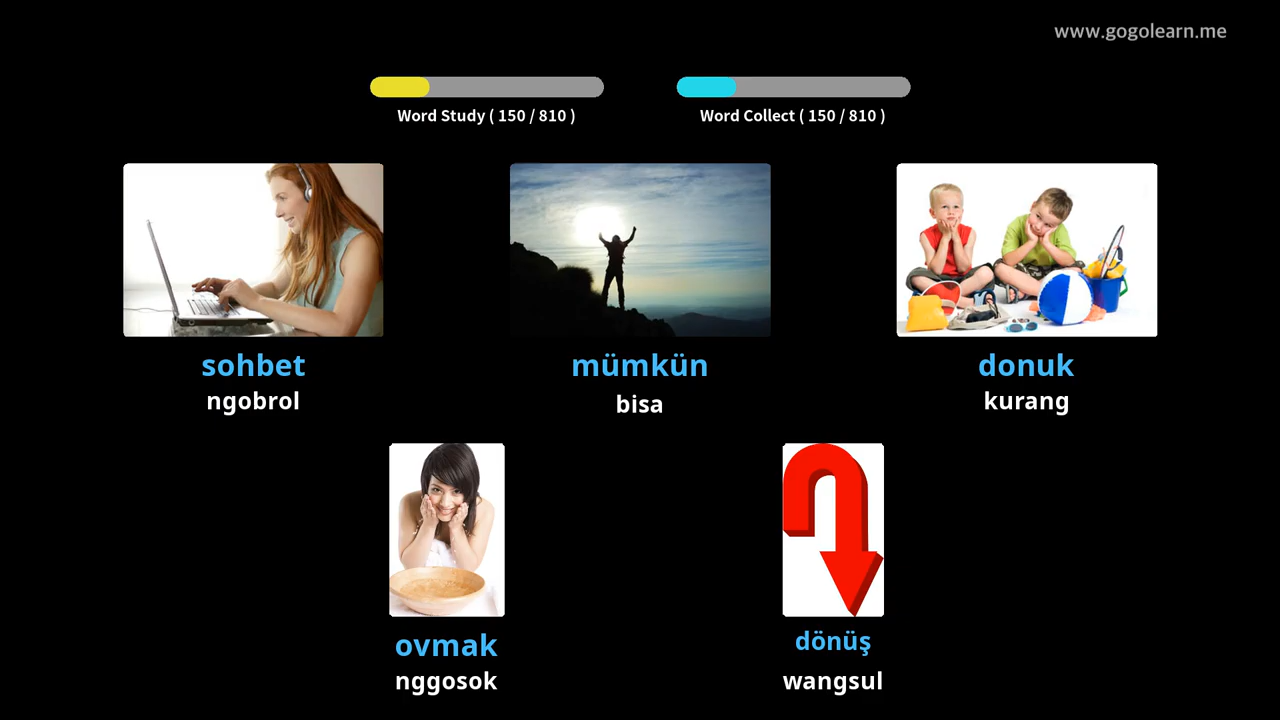 www.gogolearn.me
Word Study ( 150 / 810 )
Word Collect ( 150 / 810 )
sohbet
ngobrol
mümkün
bisa
donuk
kurang
ovmak
nggosok
dönüş
wangsul